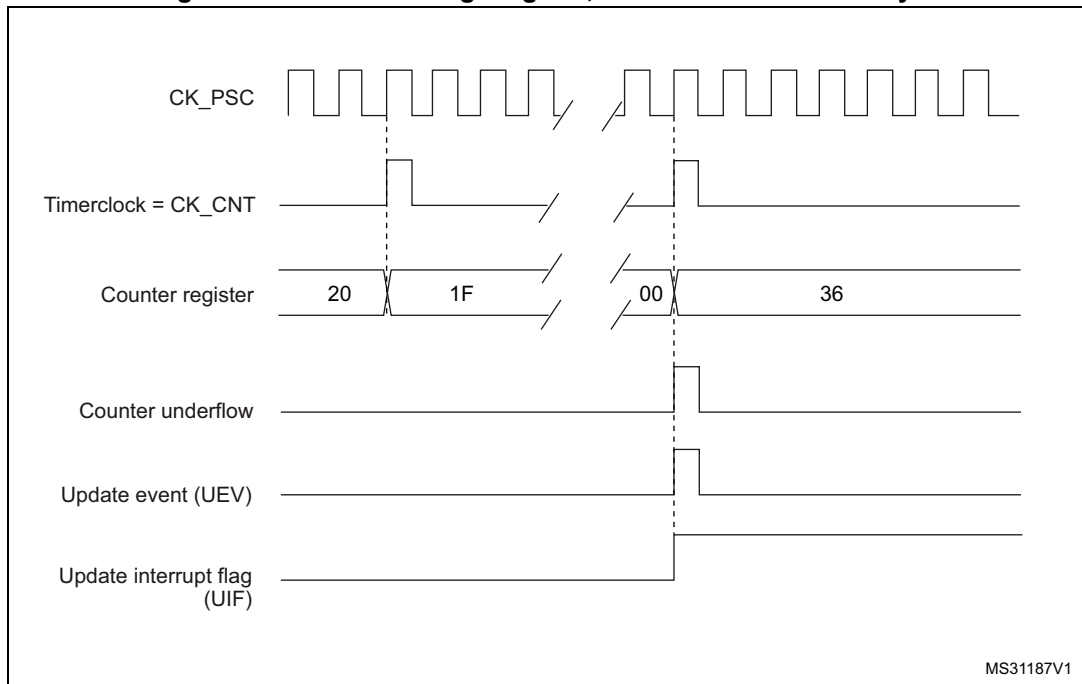 CK_PSC
Timerclock = CK_CNT
Counter register 20 1F 00 36
Counter underflow
Update event (UEV)
Update interrupt flag
(UIF)
MS31187V1